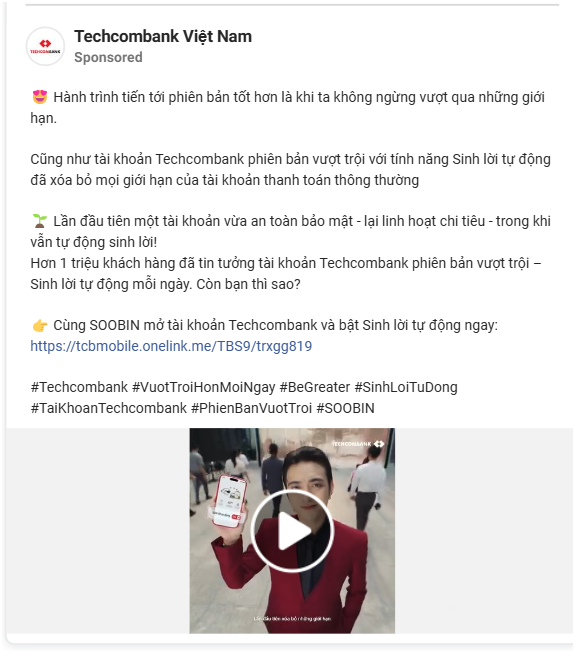 Techcombank Việt Nam
TECHCOMBANK
Sponsored
😍 Hành trình tiến tới phiên bản tốt hơn là khi ta không ngừng vượt qua những giới
hạn.
Cũng như tài khoản Techcombank phiên bản vượt trội với tính năng Sinh lời tự động
đã xóa bỏ mọi giới hạn của tài khoản thanh toán thông thường
🌱 Lần đầu tiên một tài khoản vừa an toàn bảo mật - lại linh hoạt chi tiêu - trong khi
vẫn tự động sinh lời!
Hơn 1 triệu khách hàng đã tin tưởng tài khoản Techcombank phiên bản vượt trội –
Sinh lời tự động mỗi ngày. Còn bạn thì sao?
👉 Cùng SOOBIN mở tài khoản Techcombank và bật Sinh lời tự động ngay:
https://tcbmobile.onelink.me/TBS9/trxgg819
#Techcombank #VuotTroiHonMoiNgay #BeGreater #SinhLoiTuDong
#TaiKhoanTechcombank #PhienBanVuotTroi #SOOBIN
TECHCOMBANK
Lần đầu tiên xóa bỏ những giới hạn